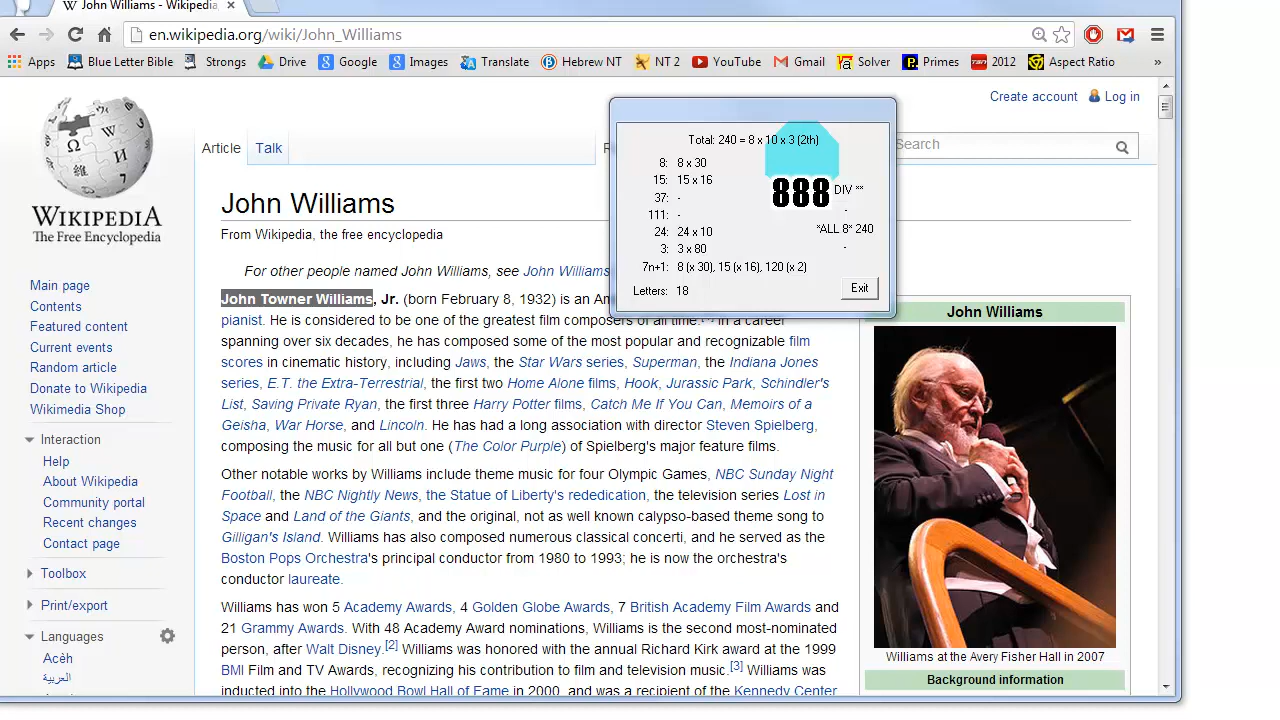 John Williams - Wikipedia,
en.wikipedia.org/wiki/John_Williams
Apps Blue Letter Bible Strongs Drive Google Images Translate Hebrew NT NT 2 YouTube Gmail Solver Primes 2012 Aspect Ratio »
Create account Log in
Article Talk
Search
WIKIPEDIA
The Free Encyclopedia
Main page
Contents
Featured content
Current events
Random article
Donate to Wikipedia
Wikimedia Shop
Interaction
Help
About Wikipedia
Community portal
Recent changes
Contact page
Toolbox
Print/export
Languages
Acèh
العربية
John Williams
From Wikipedia, the free encyclopedia
For other people named John Williams, see John Williams
John Towner Williams, Jr. (born February 8, 1932) is an
pianist. He is considered to be one of the greatest film composers of all time. In a career
spanning over six decades, he has composed some of the most popular and recognizable film
scores in cinematic history, including Jaws, the Star Wars series, Superman, the Indiana Jones
series, E.T. the Extra-Terrestrial, the first two Home Alone films, Hook, Jurassic Park, Schindler's
List, Saving Private Ryan, the first three Harry Potter films, Catch Me If You Can, Memoirs of a
Geisha, War Horse, and Lincoln. He has had a long association with director Steven Spielberg,
composing the music for all but one (The Color Purple) of Spielberg's major feature films.
Other notable works by Williams include theme music for four Olympic Games, NBC Sunday Night
Football, the NBC Nightly News, the Statue of Liberty's rededication, the television series Lost in
Space and Land of the Giants, and the original, not as well known calypso-based theme song to
Gilligan's Island. Williams has also composed numerous classical concerti, and he served as the
Boston Pops Orchestra's principal conductor from 1980 to 1993; he is now the orchestra's
conductor laureate.
Williams has won 5 Academy Awards, 4 Golden Globe Awards, 7 British Academy Film Awards and
21 Grammy Awards. With 48 Academy Award nominations, Williams is the second most-nominated
person, after Walt Disney.[2] Williams was honored with the annual Richard Kirk award at the 1999
BMI Film and TV Awards, recognizing his contribution to film and television music.[3] Williams was
inducted into the Hollywood Bowl Hall of Fame in 2000, and was a recipient of the Kennedy Center
Total: 240 = 8 x 10 x 3 (2th)
8: 8 x 30
15: 15 x 16
37: -
111: -
24: 24 x 10
3: 3 x 80
7n+1: 8 (x 30), 15 (x 16), 120 (x 2)
Letters: 18
888
DIV **
-
*ALL 8* 240
-
Exit
John Williams
Williams at the Avery Fisher Hall in 2007
Background information